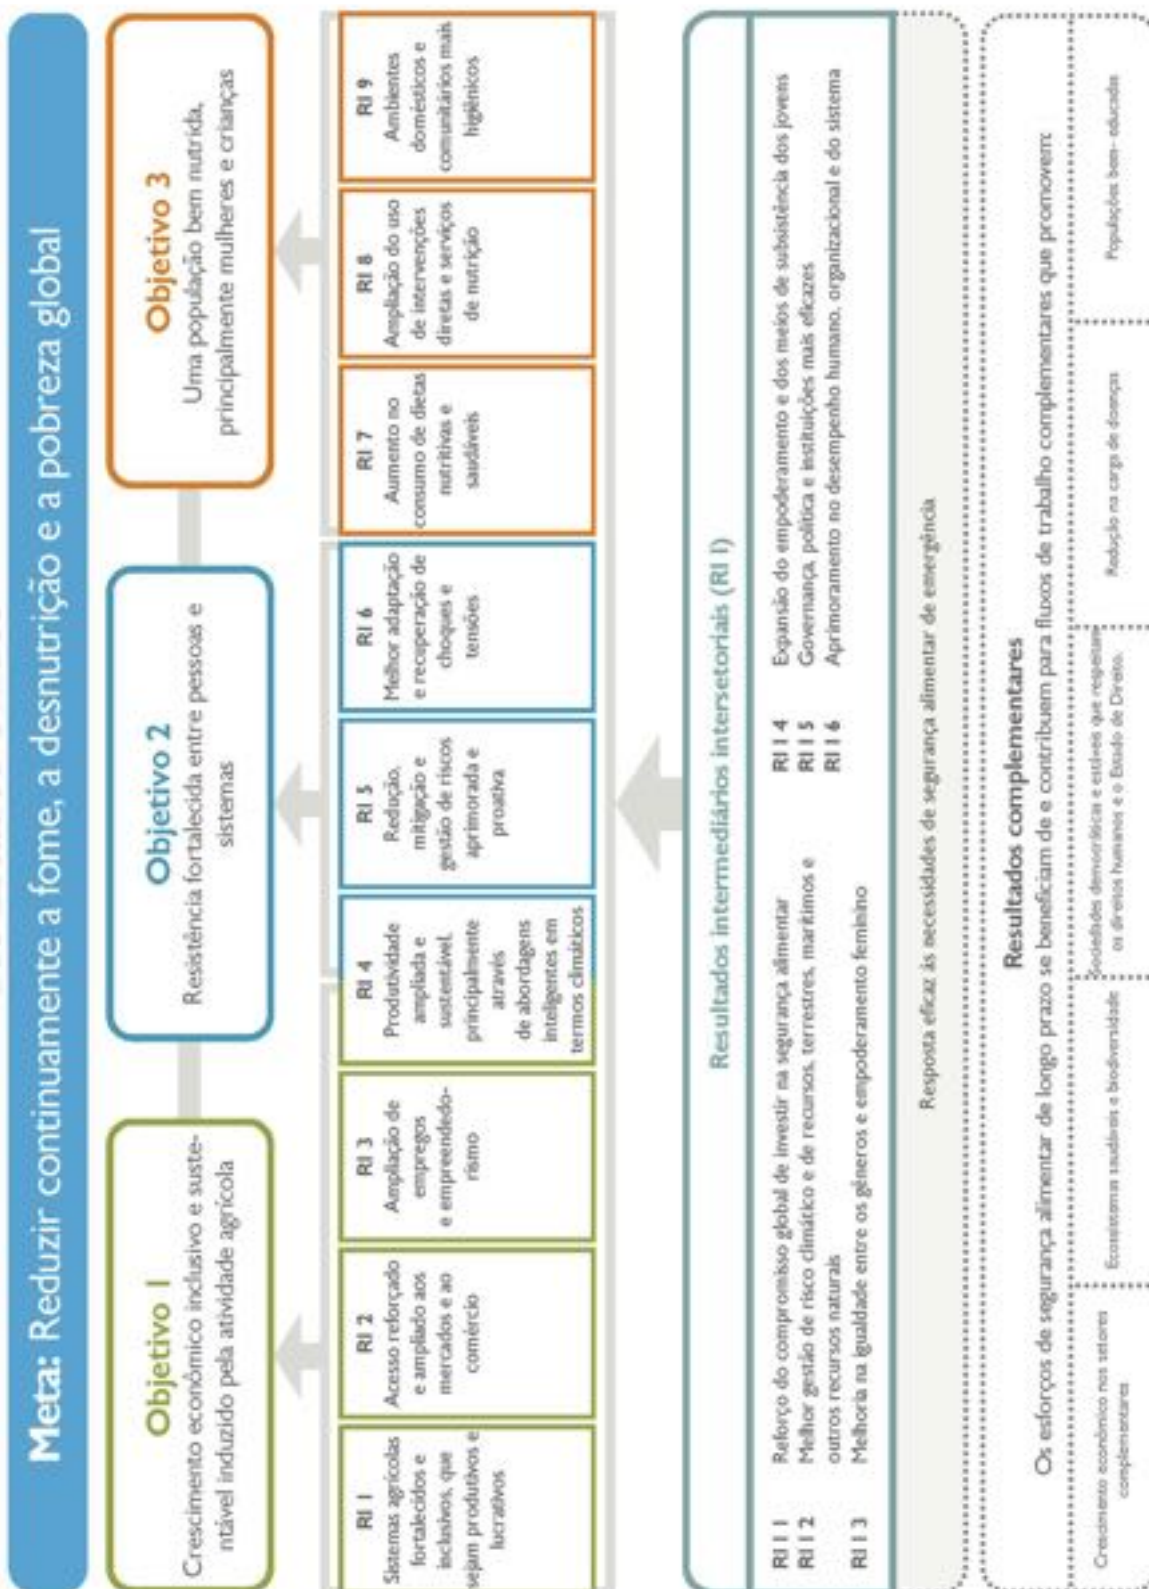 Meta: Reduzir continuamente a fome, a desnutrição e a pobreza global
Objetivo 1
Crescimento econômico inclusivo e suste-
ntável induzido pela atividade agrícola
Objetivo 2
Resistência fortalecida entre pessoas e
sistemas
Objetivo 3
Uma população bem nutrida,
principalmente mulheres e crianças
RI 1
Sistemas agrícolas
fortalecidos e
inclusivos, que
sejam produtivos e
lucrativos
RI 2
Acesso reforçado
e ampliado aos
mercados e ao
comércio
RI 3
Ampliação de
empregos
e empreendedo-
rismo
RI 4
Produtividade
ampliada e
sustentável,
principalmente
através
de abordagens
inteligentes em
termos climáticos
RI 5
Redução,
mitigação e
gestão de riscos
aprimorada e
proativa
RI 6
Melhor adaptação
e recuperação de
choques e
tensões
RI 7
Aumento no
consumo de dietas
nutritivas e
saudáveis
RI 8
Ampliação do uso
de intervenções
diretas e serviços
de nutrição
RI 9
Ambientes
domésticos e
comunitários mais
higiênicos
Resultados intermediários intersetoriais (RI I)
RI I 1 Reforço do compromisso global de investir na segurança alimentar
RI I 2 Melhor gestão de risco climático e de recursos, terrestres, marítimos e
outros recursos naturais
RI I 3 Melhoria na igualdade entre os gêneros e empoderamento feminino
RI I 4 Expansão do empoderamento e dos meios de subsistência dos jovens
RI I 5 Governança, política e instituições mais eficazes
RI I 6 Aprimoramento no desempenho humano, organizacional e do sistema
Resposta eficaz às necessidades de segurança alimentar de emergência
Resultados complementares
Os esforços de segurança alimentar de longo prazo se beneficiam de e contribuem para fluxos de trabalho complementares que promovem:
Crescimento econômico nos setores
complementares
Ecossistemas saudáveis e biodiversidade
Sociedades democráticas e estáveis que respeitam
os direitos humanos e o Estado de Direito.
Redução na carga de doenças
Populações bem- educadas